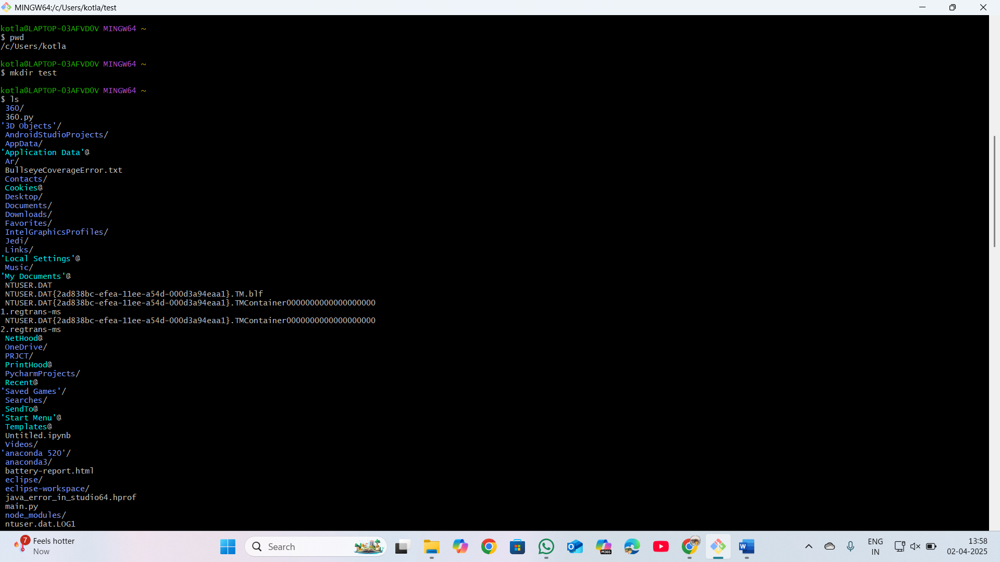 MINGW64:/c/Users/kotla/test
kotla@LAPTOP-03AFVD0V MINGW64 ~
$ pwd
/c/Users/kotla
kotla@LAPTOP-03AFVD0V MINGW64 ~
$ mkdir test
kotla@LAPTOP-03AFVD0V MINGW64 ~
$ ls
360/
360.py
'3D Objects'/
AndroidStudioProjects/
AppData/
'Application Data'@
Ar/
BullseyeCoverageError.txt
Contacts/
Cookies@
Desktop/
Documents/
Downloads/
Favorites/
IntelGraphicsProfiles/
Jedi/
Links/
'Local Settings'@
Music/
'My Documents'@
NTUSER.DAT
NTUSER.DAT{2ad838bc-efea-11ee-a54d-000d3a94eaa1}.TM.blf
NTUSER.DAT{2ad838bc-efea-11ee-a54d-000d3a94eaa1}.TMContainer0000000000000000000
1.regtrans-ms
NTUSER.DAT{2ad838bc-efea-11ee-a54d-000d3a94eaa1}.TMContainer0000000000000000000
2.regtrans-ms
NetHood@
OneDrive/
PRJCT/
PrintHood@
PycharmProjects/
Recent@
'Saved Games'/
Searches/
SendTo@
'Start Menu'@
Templates@
Untitled.ipynb
Videos/
'anaconda 520'/
anaconda3/
battery-report.html
eclipse/
eclipse-workspace/
java_error_in_studio64.hprof
main.py
node_modules/
ntuser.dat.LOG1
7
Feels hotter
Now
Search
M365
ENG
IN
13:58
02-04-2025